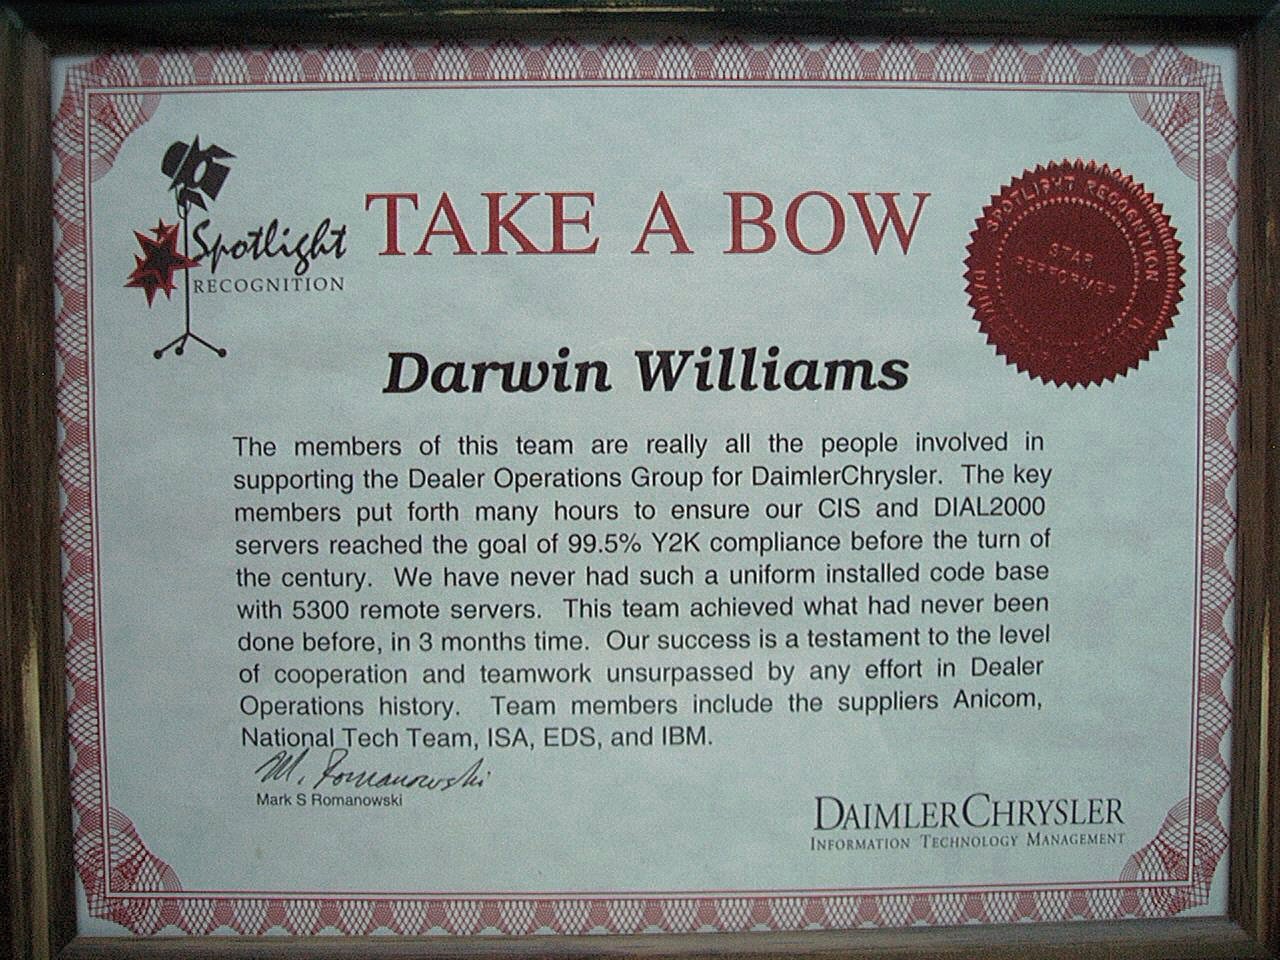 TAKE A BOW
Spotlight
RECOGNITION
SPOTLIGHT RECOGNITION
STAR
PERFORMER
Darwin Williams
The members of this team are really all the people involved in
supporting the Dealer Operations Group for DaimlerChrysler. The key
members put forth many hours to ensure our CIS and DIAL2000
servers reached the goal of 99.5% Y2K compliance before the turn of
the century. We have never had such a uniform installed code base
with 5300 remote servers. This team achieved what had never been
done before, in 3 months time. Our success is a testament to the level
of cooperation and teamwork unsurpassed by any effort in Dealer
Operations history. Team members include the suppliers Anicom,
National Tech Team, ISA, EDS, and IBM.
M. Romanowski
Mark S Romanowski
DAIMLERCHRYSLER
INFORMATION TECHNOLOGY MANAGEMENT